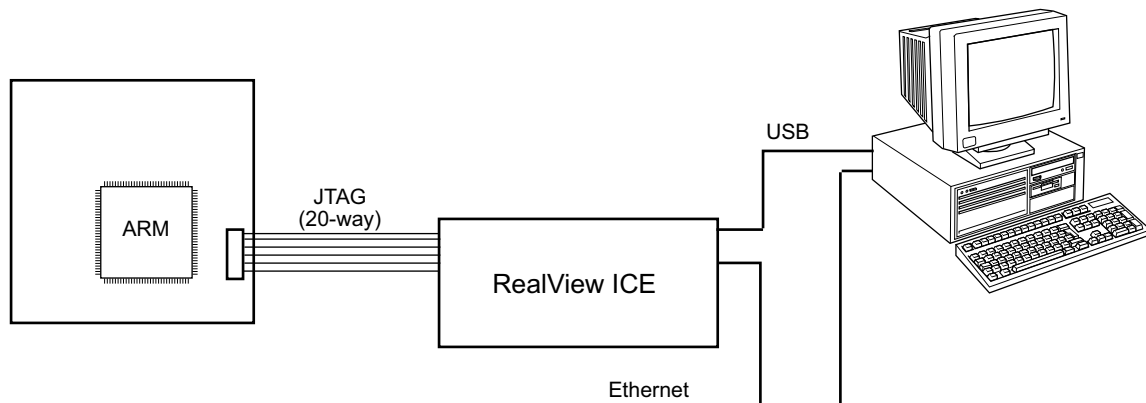 USB
JTAG
(20-way)
ARM
RealView ICE
Ethernet